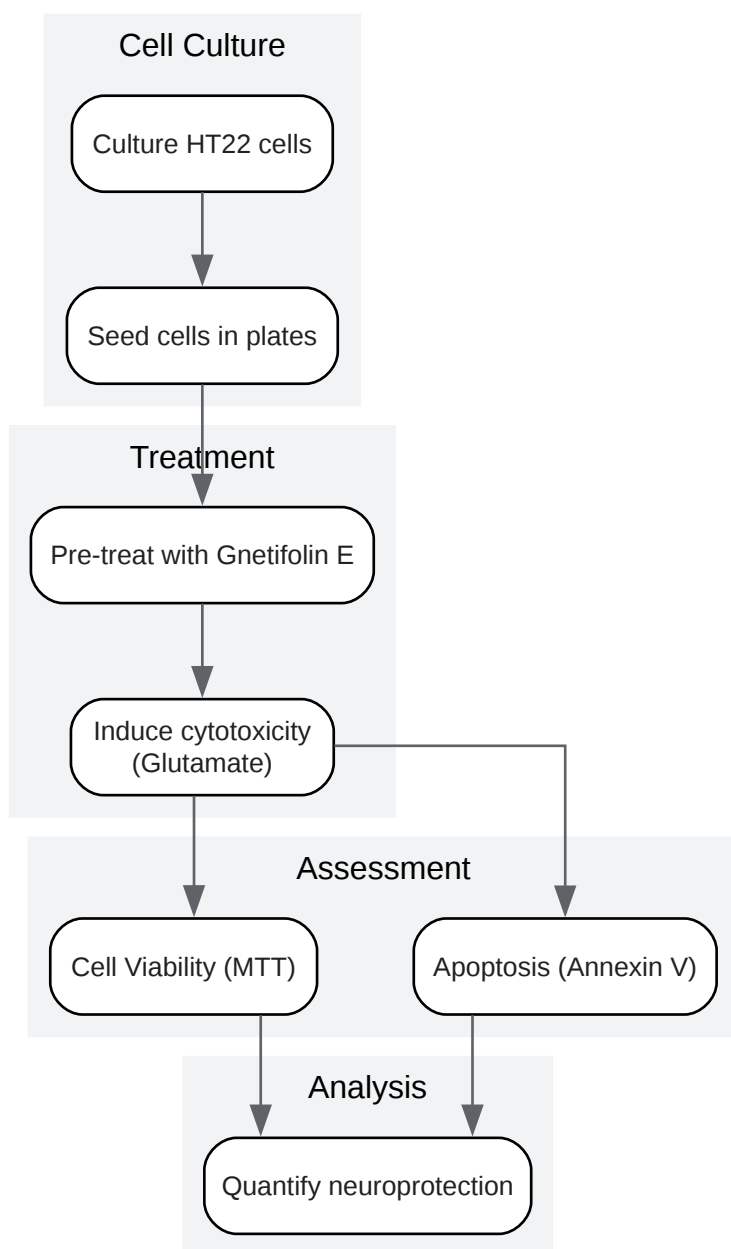 Cell Culture
Culture HT22 cells
Seed cells in plates
Treatment
Pre-treat with Gnetifolin E
Induce cytotoxicity
(Glutamate)
Assessment
Cell Viability (MTT)
Apoptosis (Annexin V)
Analysis
Quantify neuroprotection